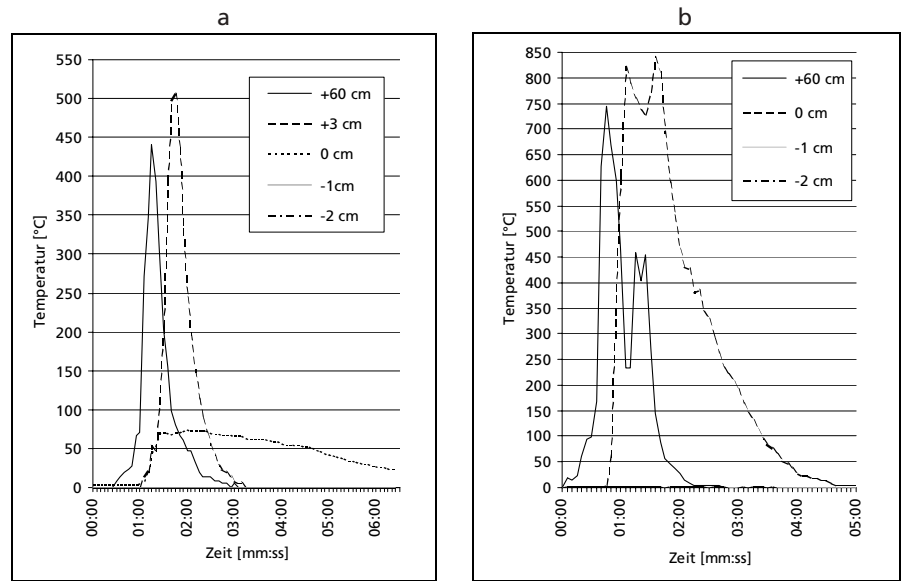 a
550
500
450
400
350
300
250
200
150
100
50
0
Temperatur [°C]
+60 cm
+3 cm
0 cm
-1cm
-2 cm
00:00
01:00
02:00
03:00
04:00
05:00
06:00
Zeit [mm:ss]
b
850
800
750
700
650
600
550
500
450
400
350
300
250
200
150
100
50
0
Temperatur [°C]
+60 cm
0 cm
-1 cm
-2 cm
00:00
01:00
02:00
03:00
04:00
05:00
Zeit [mm:ss]